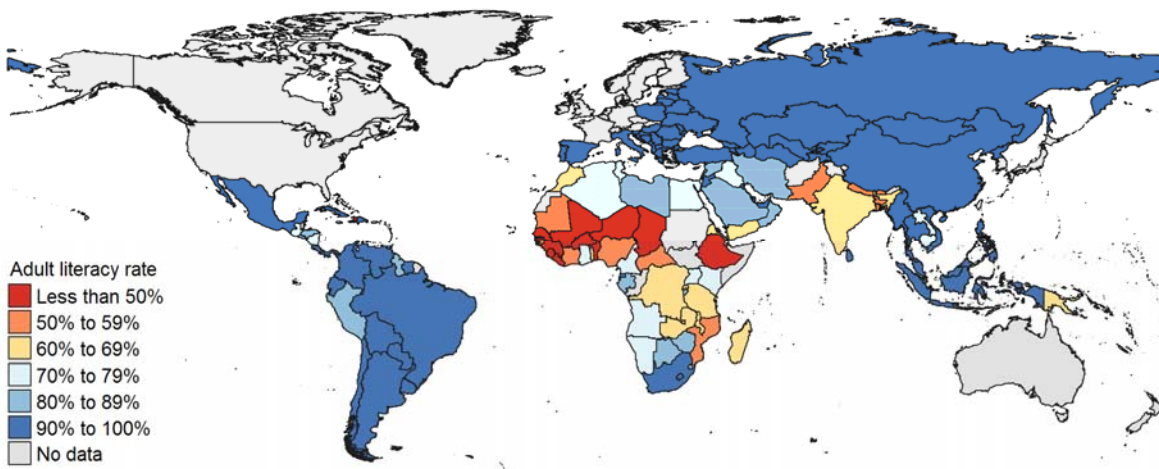 Adult literacy rate
Less than 50%
50% to 59%
60% to 69%
70% to 79%
80% to 89%
90% to 100%
No data